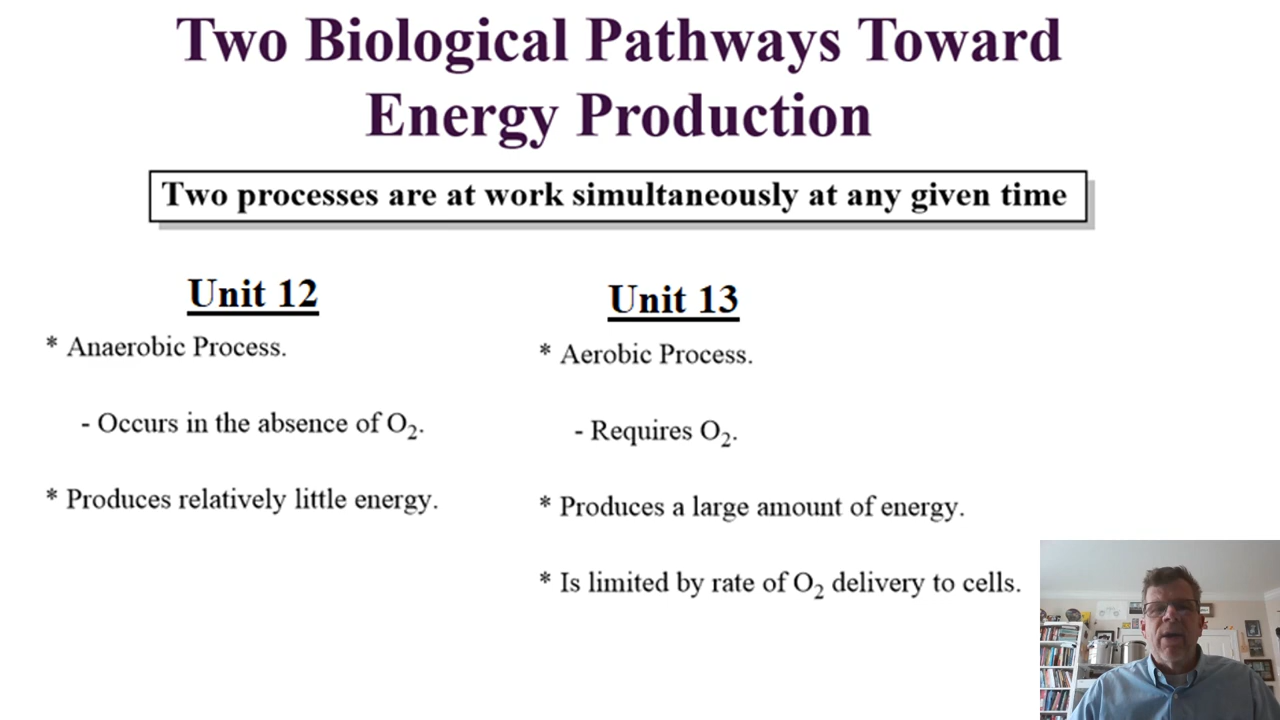 Two Biological Pathways Toward
Energy Production
Two processes are at work simultaneously at any given time
Unit 12
* Anaerobic Process.
- Occurs in the absence of O₂.
* Produces relatively little energy.
Unit 13
* Aerobic Process.
- Requires O₂.
* Produces a large amount of energy.
* Is limited by rate of O₂ delivery to cells.